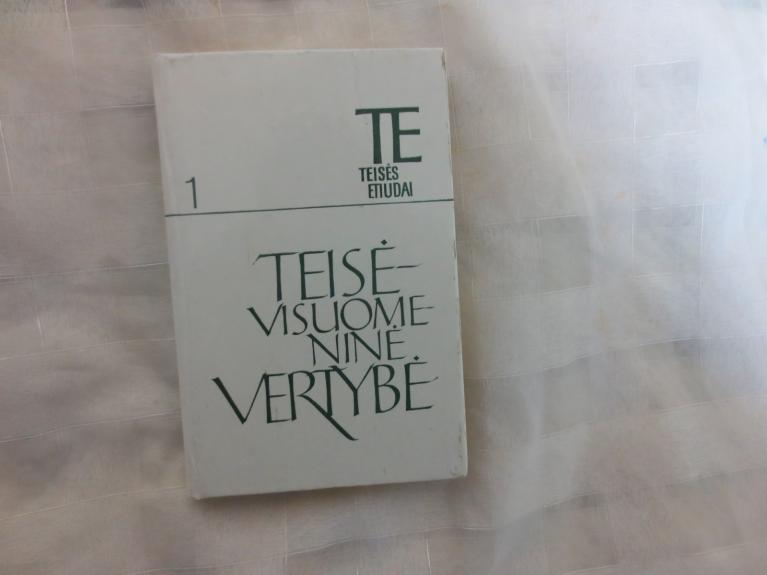 TE
TEISĖS
ETIUDAI
1
TEISĖ–
VISUOME-
NINĖ
VERTYBĖ